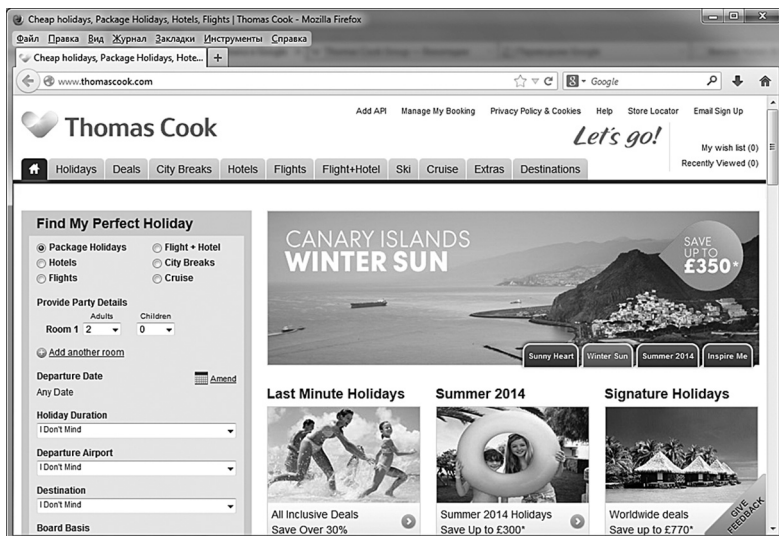 Cheap holidays, Package Holidays, Hotels, Flights | Thomas Cook - Mozilla Firefox
Файл Правка Вид Журнал Закладки Инструменты Справка
Cheap holidays, Package Holidays, Hote...
www.thomascook.com
Google
Add API Manage My Booking Privacy Policy & Cookies Help Store Locator Email Sign Up
Thomas Cook
Let's go!
My wish list (0)
Recently Viewed (0)
Holidays Deals City Breaks Hotels Flights Flight+Hotel Ski Cruise Extras Destinations
Find My Perfect Holiday
Package Holidays Flight + Hotel
Hotels City Breaks
Flights Cruise
Provide Party Details
Adults Children
Room 1 2 0
Add another room
Departure Date Amend
Any Date
Holiday Duration
I Don't Mind
Departure Airport
I Don't Mind
Destination
I Don't Mind
Board Basis
CANARY ISLANDS
WINTER SUN
SAVE
UP TO
£350*
Sunny Heart Winter Sun Summer 2014 Inspire Me
Last Minute Holidays Summer 2014 Signature Holidays
All Inclusive Deals Summer 2014 Holidays Worldwide deals
Save Over 30% Save Up to £300* Save up to £770*
GIVE
FEEDBACK